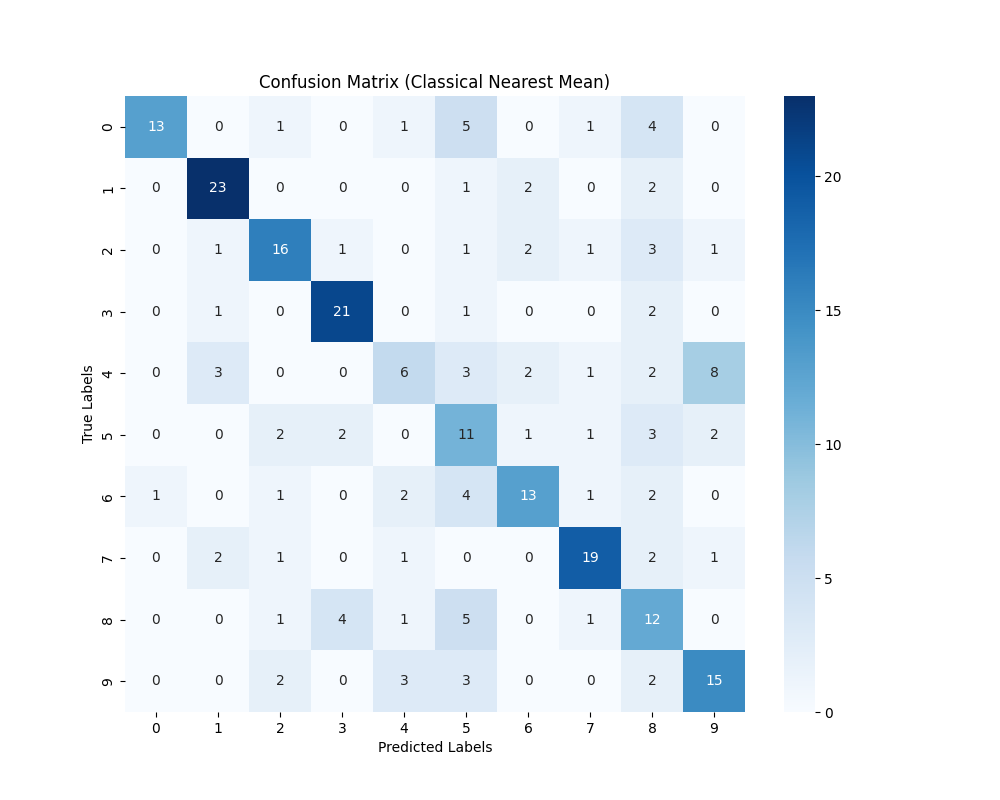 Confusion Matrix (Classical Nearest Mean)
0 13 0 1 0 1 5 0 1 4 0
1 0 23 0 0 0 1 2 0 2 0
2 0 1 16 1 0 1 2 1 3 1
3 0 1 0 21 0 1 0 0 2 0
4 0 3 0 0 6 3 2 1 2 8
5 0 0 2 2 0 11 1 1 3 2
6 1 0 1 0 2 4 13 1 2 0
7 0 2 1 0 1 0 0 19 2 1
8 0 0 1 4 1 5 0 1 12 0
9 0 0 2 0 3 3 0 0 2 15
0 1 2 3 4 5 6 7 8 9
Predicted Labels
True Labels
20
15
10
5
0